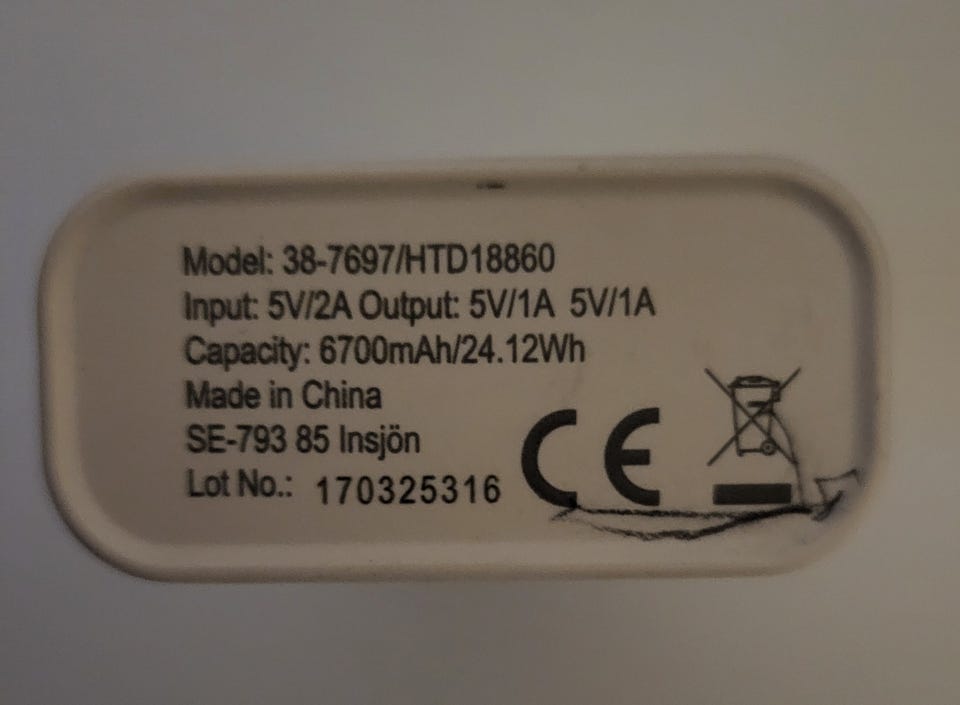 Model: 38-7697/HTD18860
Input: 5V/2A Output: 5V/1A 5V/1A
Capacity: 6700mAh/24.12Wh
Made in China
SE-793 85 Insjön
Lot No.: 170325316
CE